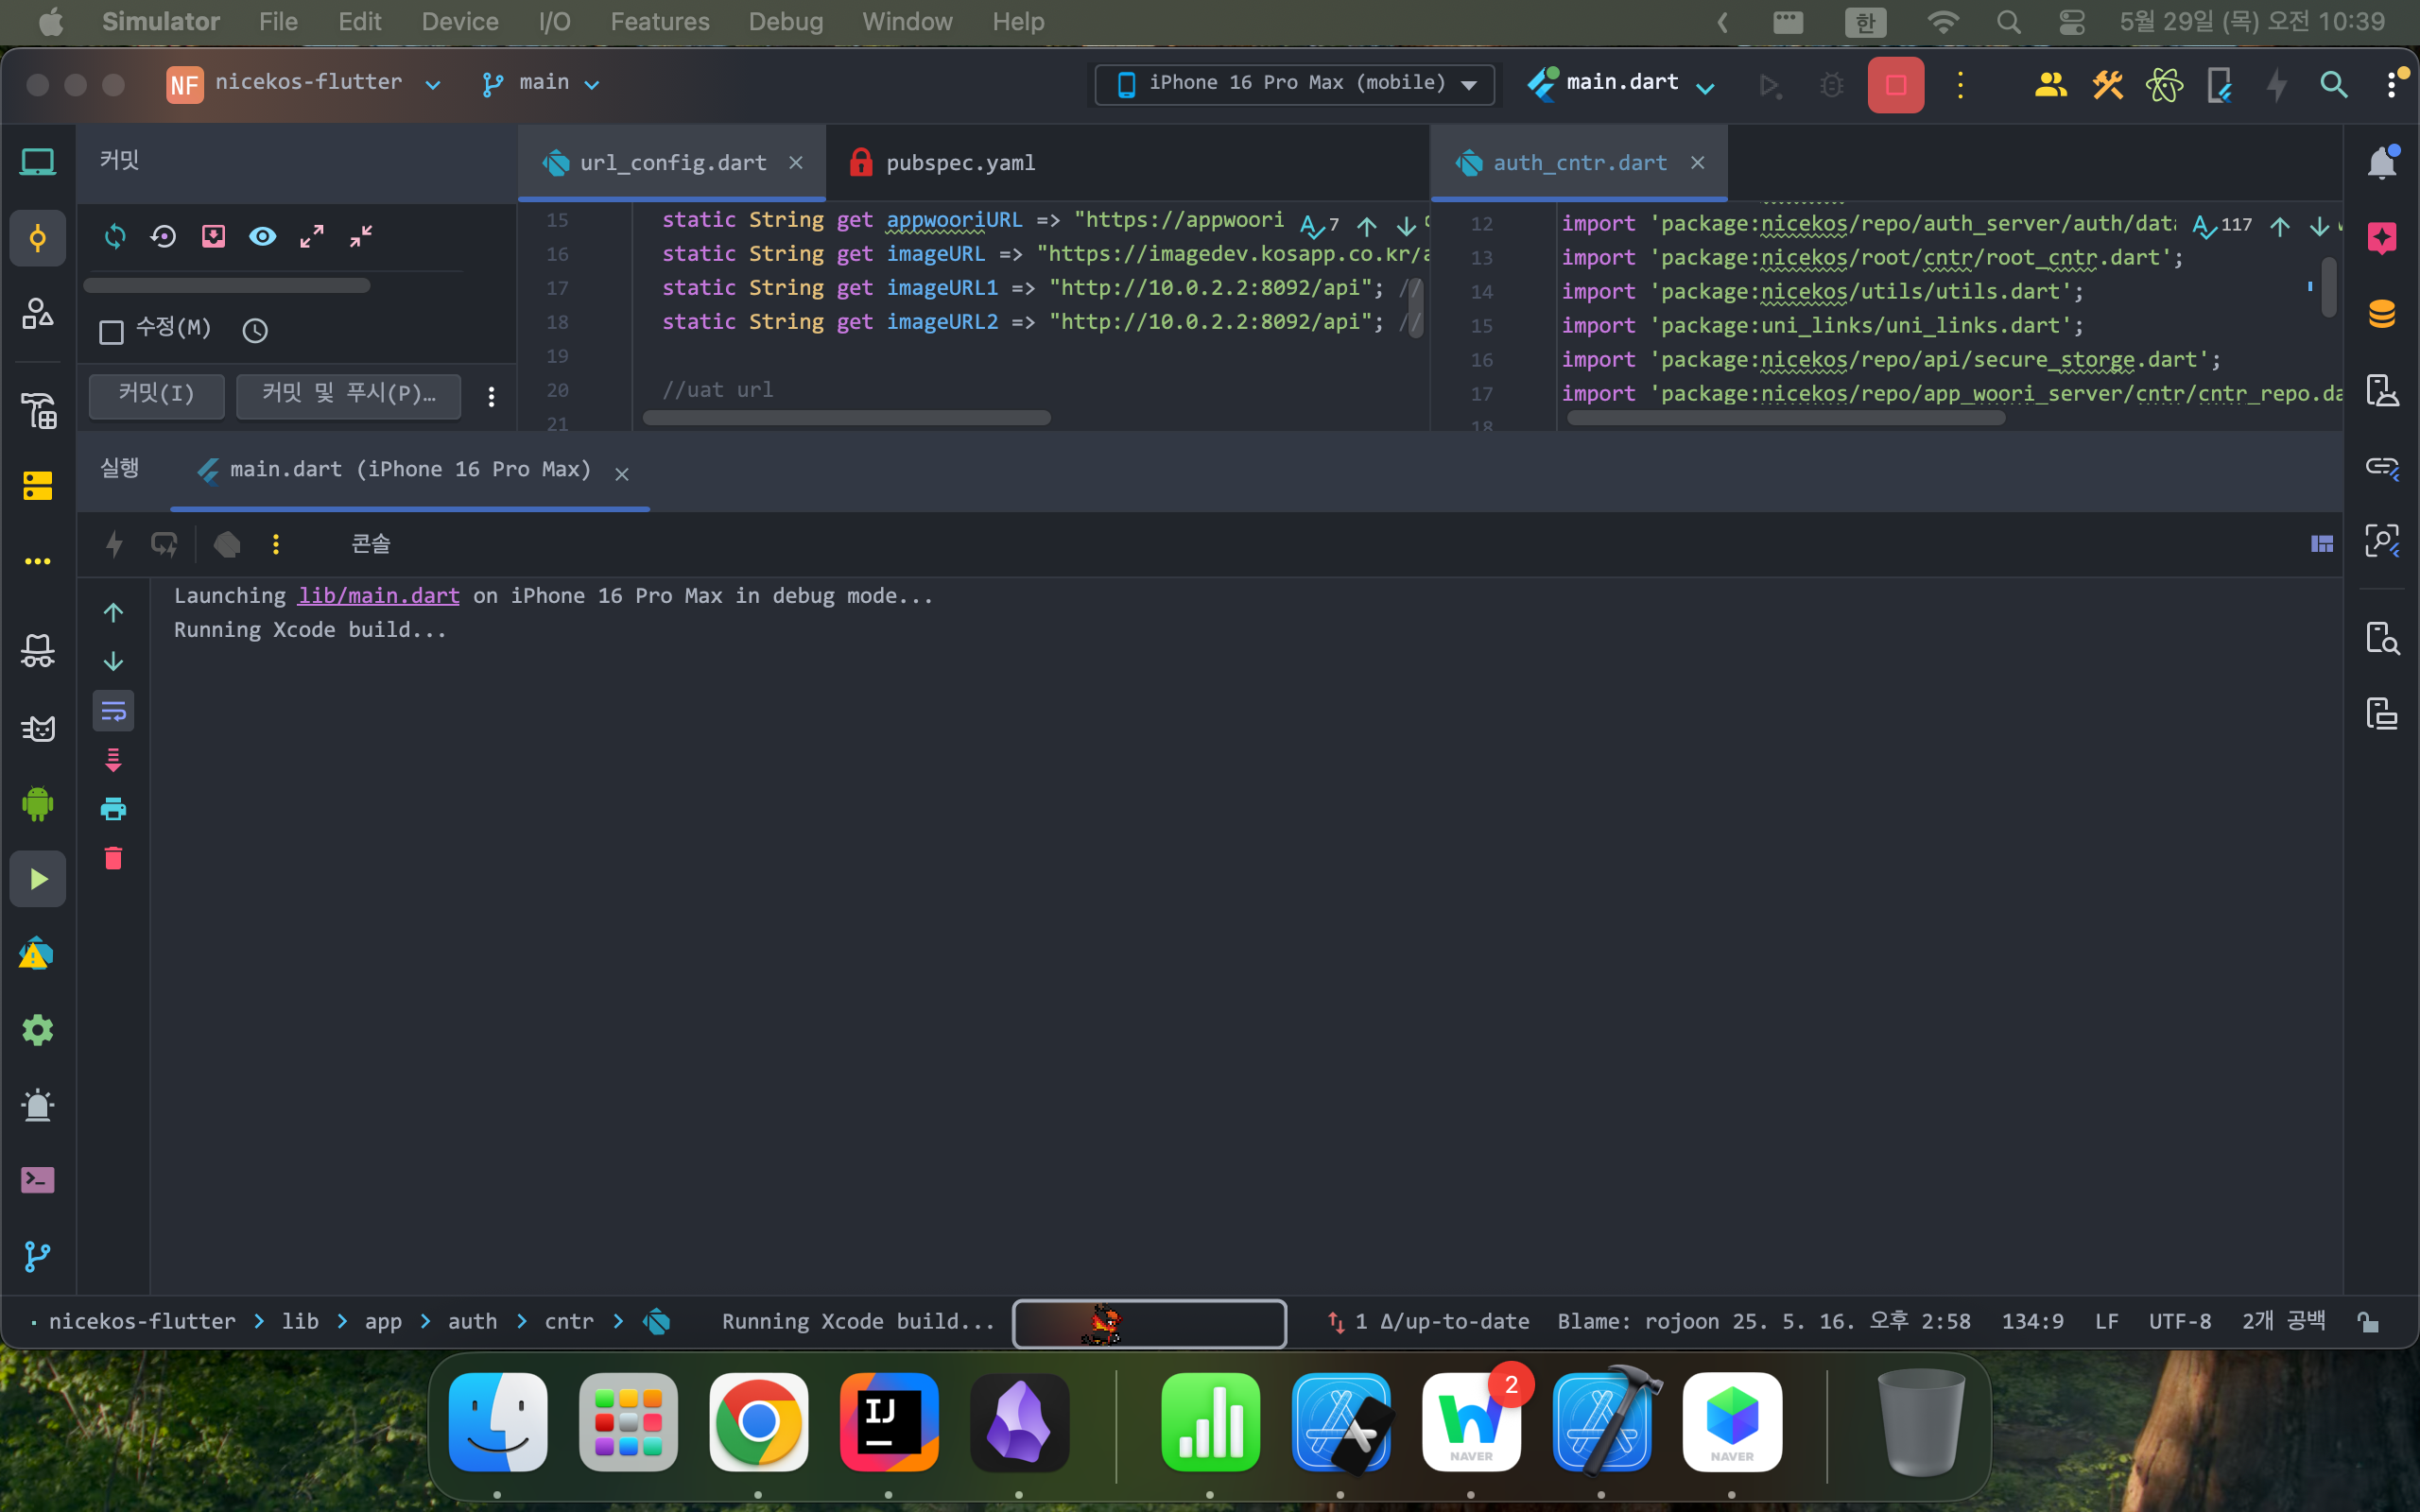 Simulator File Edit Device I/O Features Debug Window Help 한 5월 29일 (목) 오전 10:39
NF nicekos-flutter main iPhone 16 Pro Max (mobile) main.dart
커밋 url_config.dart pubspec.yaml auth_cntr.dart
수정(M)
커밋(I) 커밋 및 푸시(P)...
15 static String get appwooriURL => "https://appwoori 7
16 static String get imageURL => "https://imagedev.kosapp.co.kr/a
17 static String get imageURL1 => "http://10.0.2.2:8092/api"; //
18 static String get imageURL2 => "http://10.0.2.2:8092/api"; //
19
20 //uat url
21
12 import 'package:nicekos/repo/auth_server/auth/dat 117
13 import 'package:nicekos/root/cntr/root_cntr.dart';
14 import 'package:nicekos/utils/utils.dart';
15 import 'package:uni_links/uni_links.dart';
16 import 'package:nicekos/repo/api/secure_storge.dart';
17 import 'package:nicekos/repo/app_woori_server/cntr/cntr_repo.da
18
실행 main.dart (iPhone 16 Pro Max)
콘솔
Launching lib/main.dart on iPhone 16 Pro Max in debug mode...
Running Xcode build...
nicekos-flutter > lib > app > auth > cntr > Running Xcode build... 1 Δ/up-to-date Blame: rojoon 25. 5. 16. 오후 2:58 134:9 LF UTF-8 2개 공백
IJ NAVER 2 NAVER